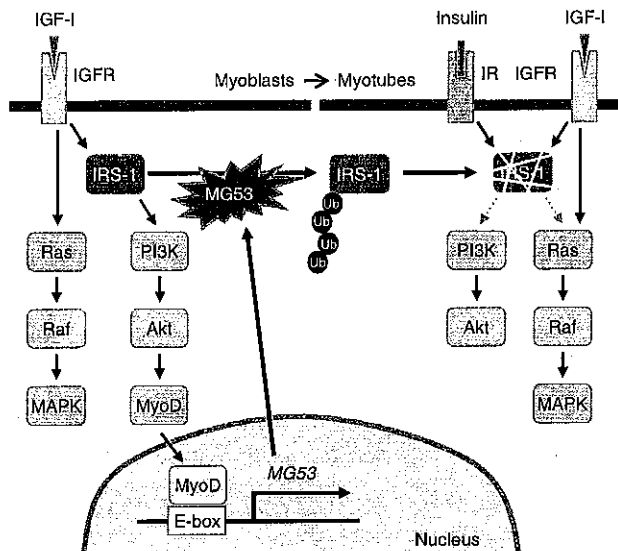 IGF-I
Insulin
IGF-I
IGFR
Myoblasts → Myotubes
IR
IGFR
IRS-1
MG53
IRS-1
IRS-1
Ub
Ub
Ub
Ub
Ras
PI3K
PI3K
Ras
Raf
Akt
Akt
Raf
MAPK
MyoD
MAPK
MyoD
MG53
E-box
Nucleus